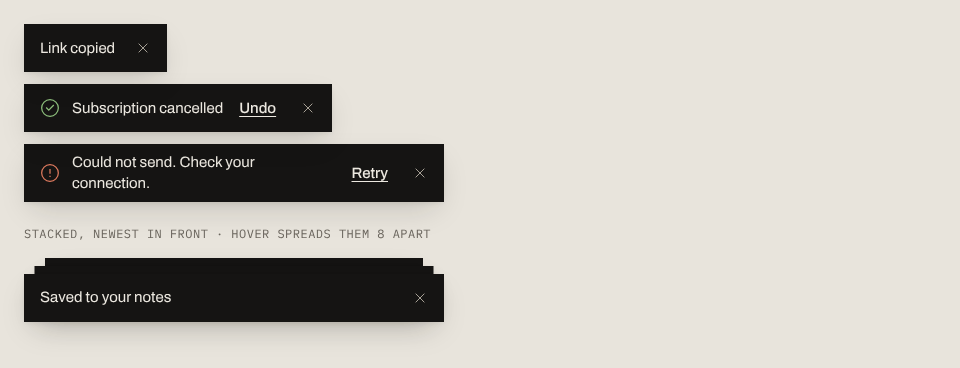 Link copied
Subscription cancelled Undo
Could not send. Check your
connection.
Retry
STACKED, NEWEST IN FRONT · HOVER SPREADS THEM 8 APART
Saved to your notes